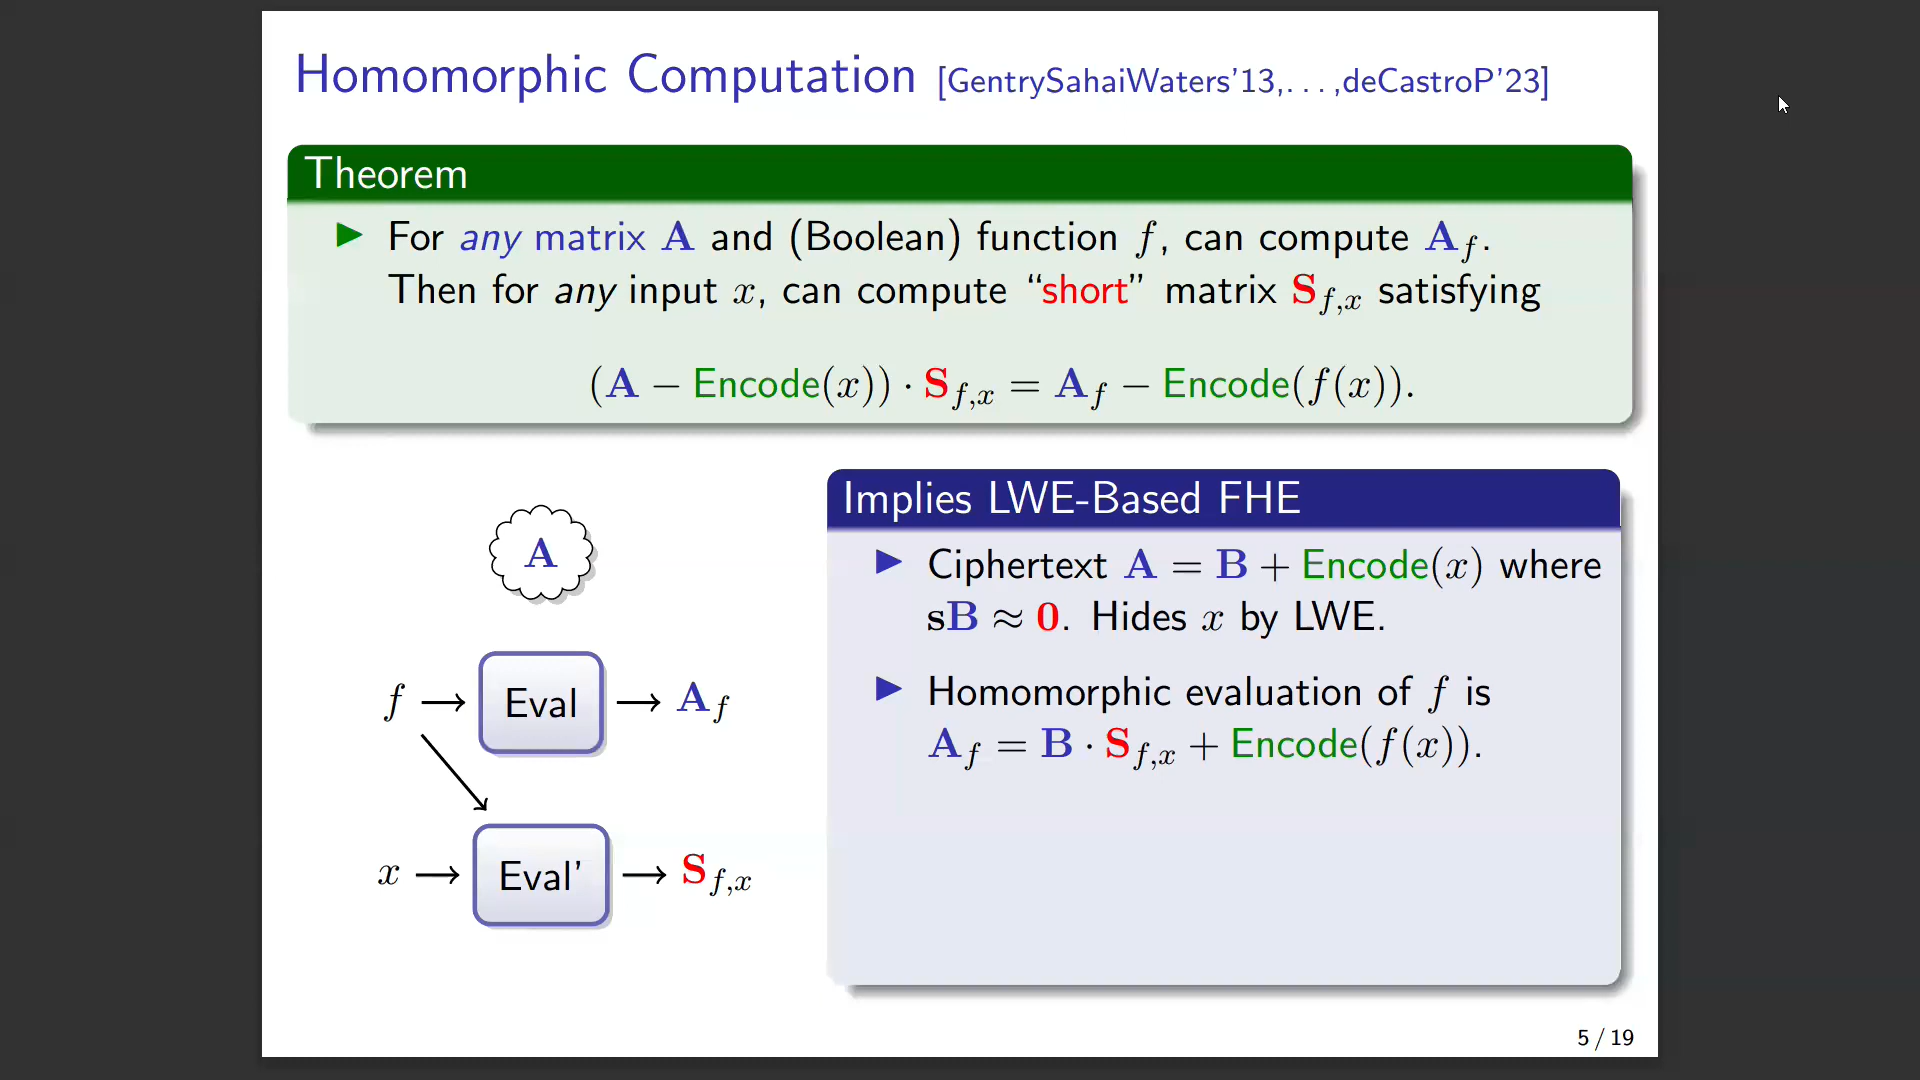 Homomorphic Computation [GentrySahaiWaters'13,...,deCastroP'23]
Theorem
▶ For any matrix A and (Boolean) function f, can compute A_f.
Then for any input x, can compute “short” matrix S_{f,x} satisfying
(A − Encode(x)) · S_{f,x} = A_f − Encode(f(x)).
A
f → Eval → A_f
x → Eval' → S_{f,x}
Implies LWE-Based FHE
▶ Ciphertext A = B + Encode(x) where
sB ≈ 0. Hides x by LWE.
▶ Homomorphic evaluation of f is
A_f = B · S_{f,x} + Encode(f(x)).
5 / 19